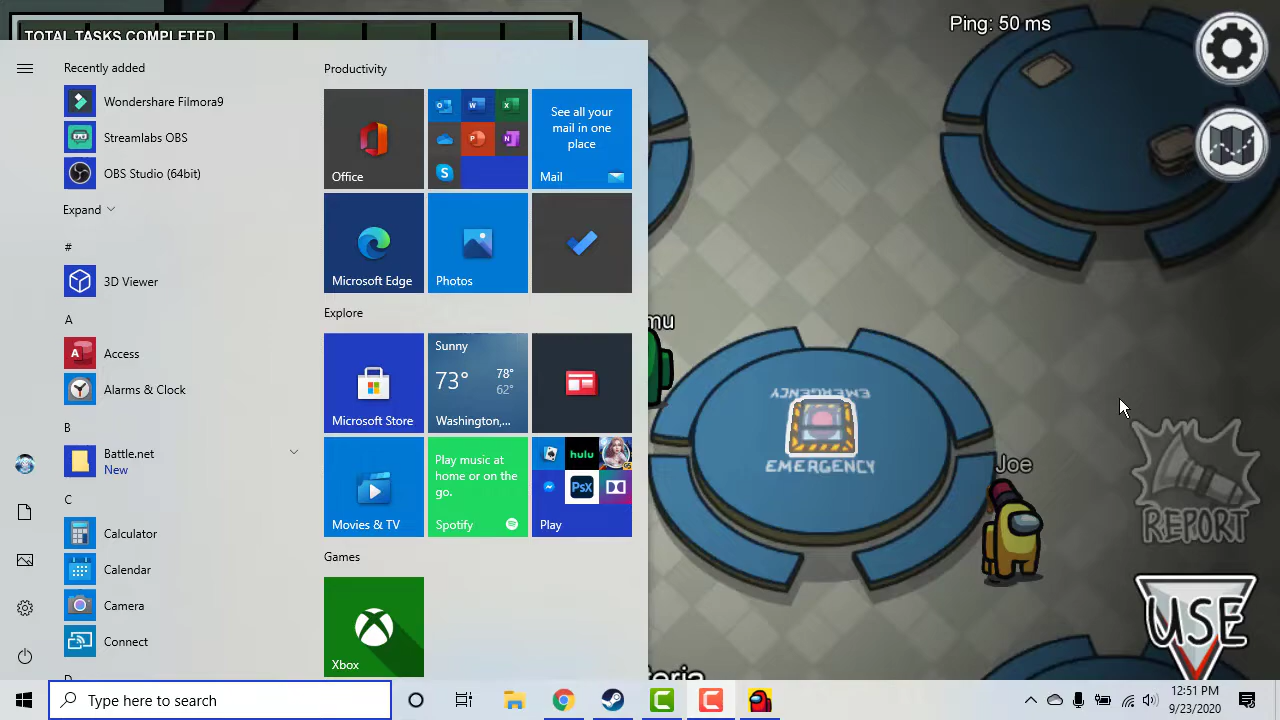 TOTAL TASKS COMPLETED
Ping: 50 ms
Recently added
Wondershare Filmora9
Streamlabs OBS
OBS Studio (64bit)
Expand
#
3D Viewer
A
Access
Alarms & Clock
B
Battle.net
New
C
Calculator
Calendar
Camera
Connect
Productivity
Office
See all your
mail in one
place
Mail
Microsoft Edge
Photos
Explore
Microsoft Store
Sunny
73°
78°
62°
Washington,...
Movies & TV
Play music at
home or on the
go.
Spotify
hulu
PSX
Play
Games
Xbox
EMERGENCY
EMERGENCY
Joe
REPORT
USE
Type here to search
12:51 PM
9/23/2020